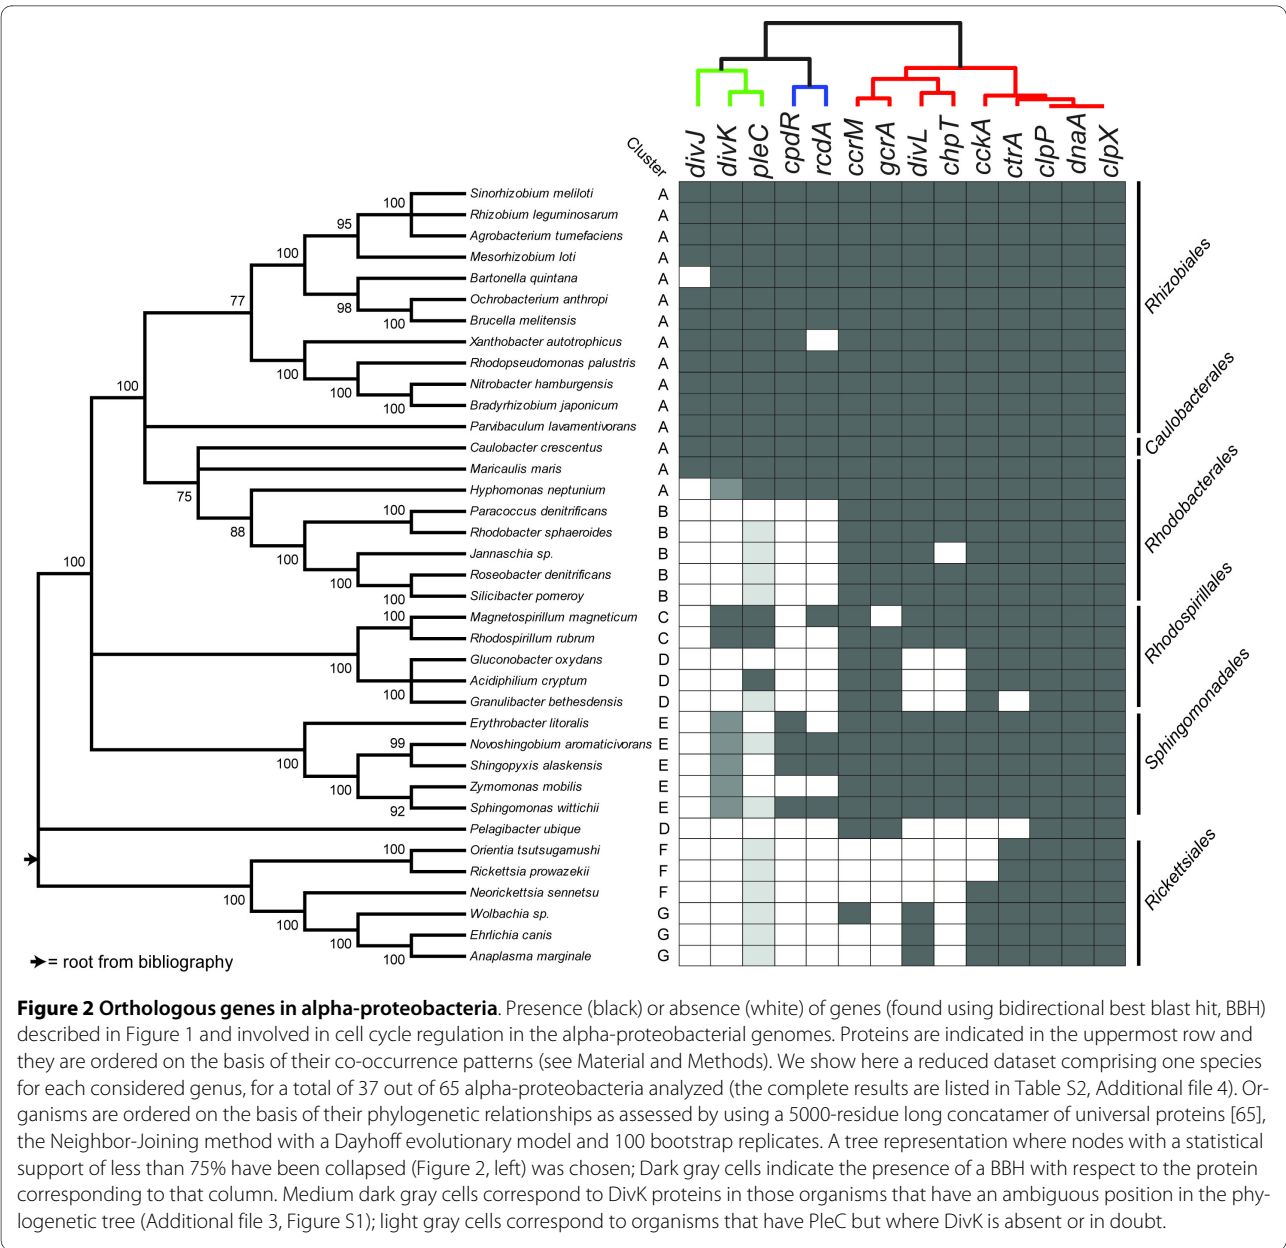 divJ divK pleC cpdR rcdA ccrM gcrA divL chpT cckA ctrA clpP dnaA clpX
Cluster
Sinorhizobium meliloti A
Rhizobium leguminosarum A
Agrobacterium tumefaciens A
Mesorhizobium loti A
Bartonella quintana A
Ochrobacterium anthropi A
Brucella melitensis A
Xanthobacter autotrophicus A
Rhodopseudomonas palustris A
Nitrobacter hamburgensis A
Bradyrhizobium japonicum A
Parvibaculum lavamentivorans A
Caulobacter crescentus A
Maricaulis maris A
Hyphomonas neptunium A
Paracoccus denitrificans B
Rhodobacter sphaeroides B
Jannaschia sp. B
Roseobacter denitrificans B
Silicibacter pomeroy B
Magnetospirillum magneticum C
Rhodospirillum rubrum C
Gluconobacter oxydans D
Acidiphilium cryptum D
Granulibacter bethesdensis D
Erythrobacter litoralis E
Novoshingobium aromaticivorans E
Shingopyxis alaskensis E
Zymomonas mobilis E
Sphingomonas wittichii E
Pelagibacter ubique D
Orientia tsutsugamushi F
Rickettsia prowazekii F
Neorickettsia sennetsu F
Wolbachia sp. G
Ehrlichia canis G
Anaplasma marginale G
100
95
100
77
98
100
100
100
100
100
75
100
88
100
100
100
100
100
100
100
99
100
100
92
100
100
100
100
100
Rhizobiales
Caulobacterales
Rhodobacterales
Rhodospirillales
Sphingomonadales
Rickettsiales
= root from bibliography
Figure 2 Orthologous genes in alpha-proteobacteria. Presence (black) or absence (white) of genes (found using bidirectional best blast hit, BBH)
described in Figure 1 and involved in cell cycle regulation in the alpha-proteobacterial genomes. Proteins are indicated in the uppermost row and
they are ordered on the basis of their co-occurrence patterns (see Material and Methods). We show here a reduced dataset comprising one species
for each considered genus, for a total of 37 out of 65 alpha-proteobacteria analyzed (the complete results are listed in Table S2, Additional file 4). Or-
ganisms are ordered on the basis of their phylogenetic relationships as assessed by using a 5000-residue long concatamer of universal proteins [65],
the Neighbor-Joining method with a Dayhoff evolutionary model and 100 bootstrap replicates. A tree representation where nodes with a statistical
support of less than 75% have been collapsed (Figure 2, left) was chosen; Dark gray cells indicate the presence of a BBH with respect to the protein
corresponding to that column. Medium dark gray cells correspond to DivK proteins in those organisms that have an ambiguous position in the phy-
logenetic tree (Additional file 3, Figure S1); light gray cells correspond to organisms that have PleC but where DivK is absent or in doubt.